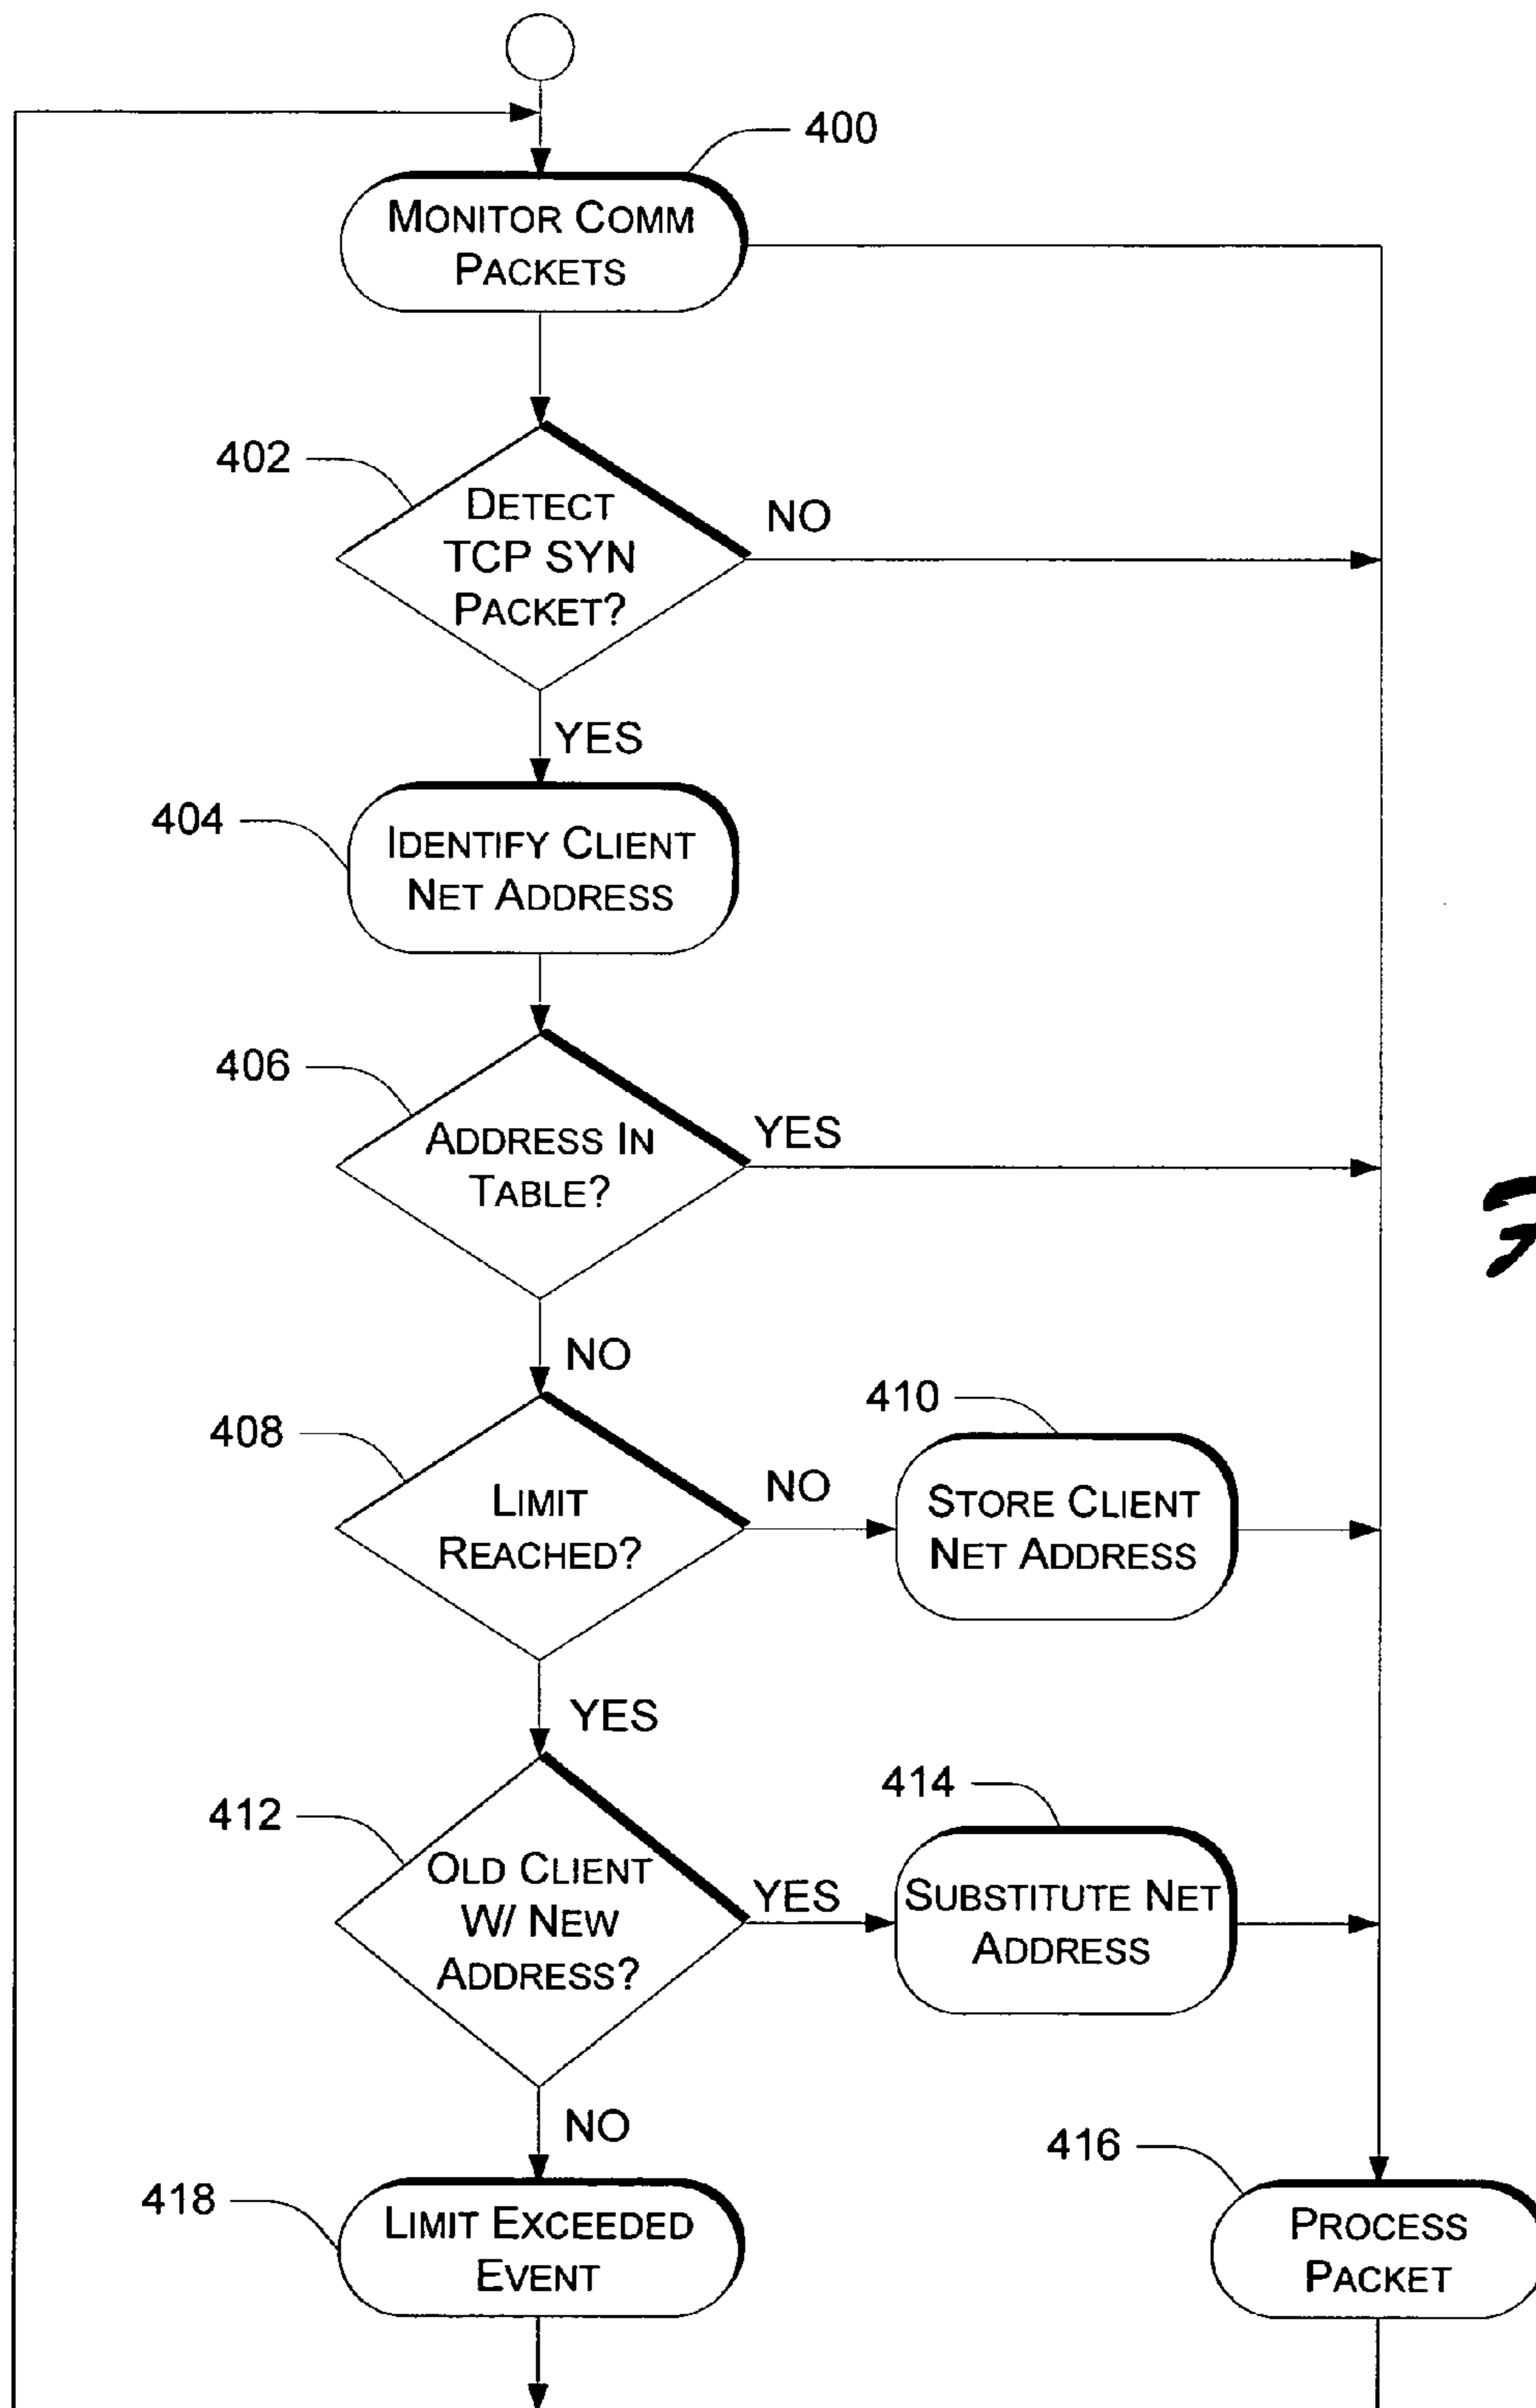 400
MONITOR COMM
PACKETS
402
DETECT
TCP SYN
PACKET?
NO
YES
404
IDENTIFY CLIENT
NET ADDRESS
406
ADDRESS IN
TABLE?
YES
NO
408
LIMIT
REACHED?
NO
410
STORE CLIENT
NET ADDRESS
YES
412
OLD CLIENT
W/ NEW
ADDRESS?
YES
414
SUBSTITUTE NET
ADDRESS
NO
416
PROCESS
PACKET
418
LIMIT EXCEEDED
EVENT